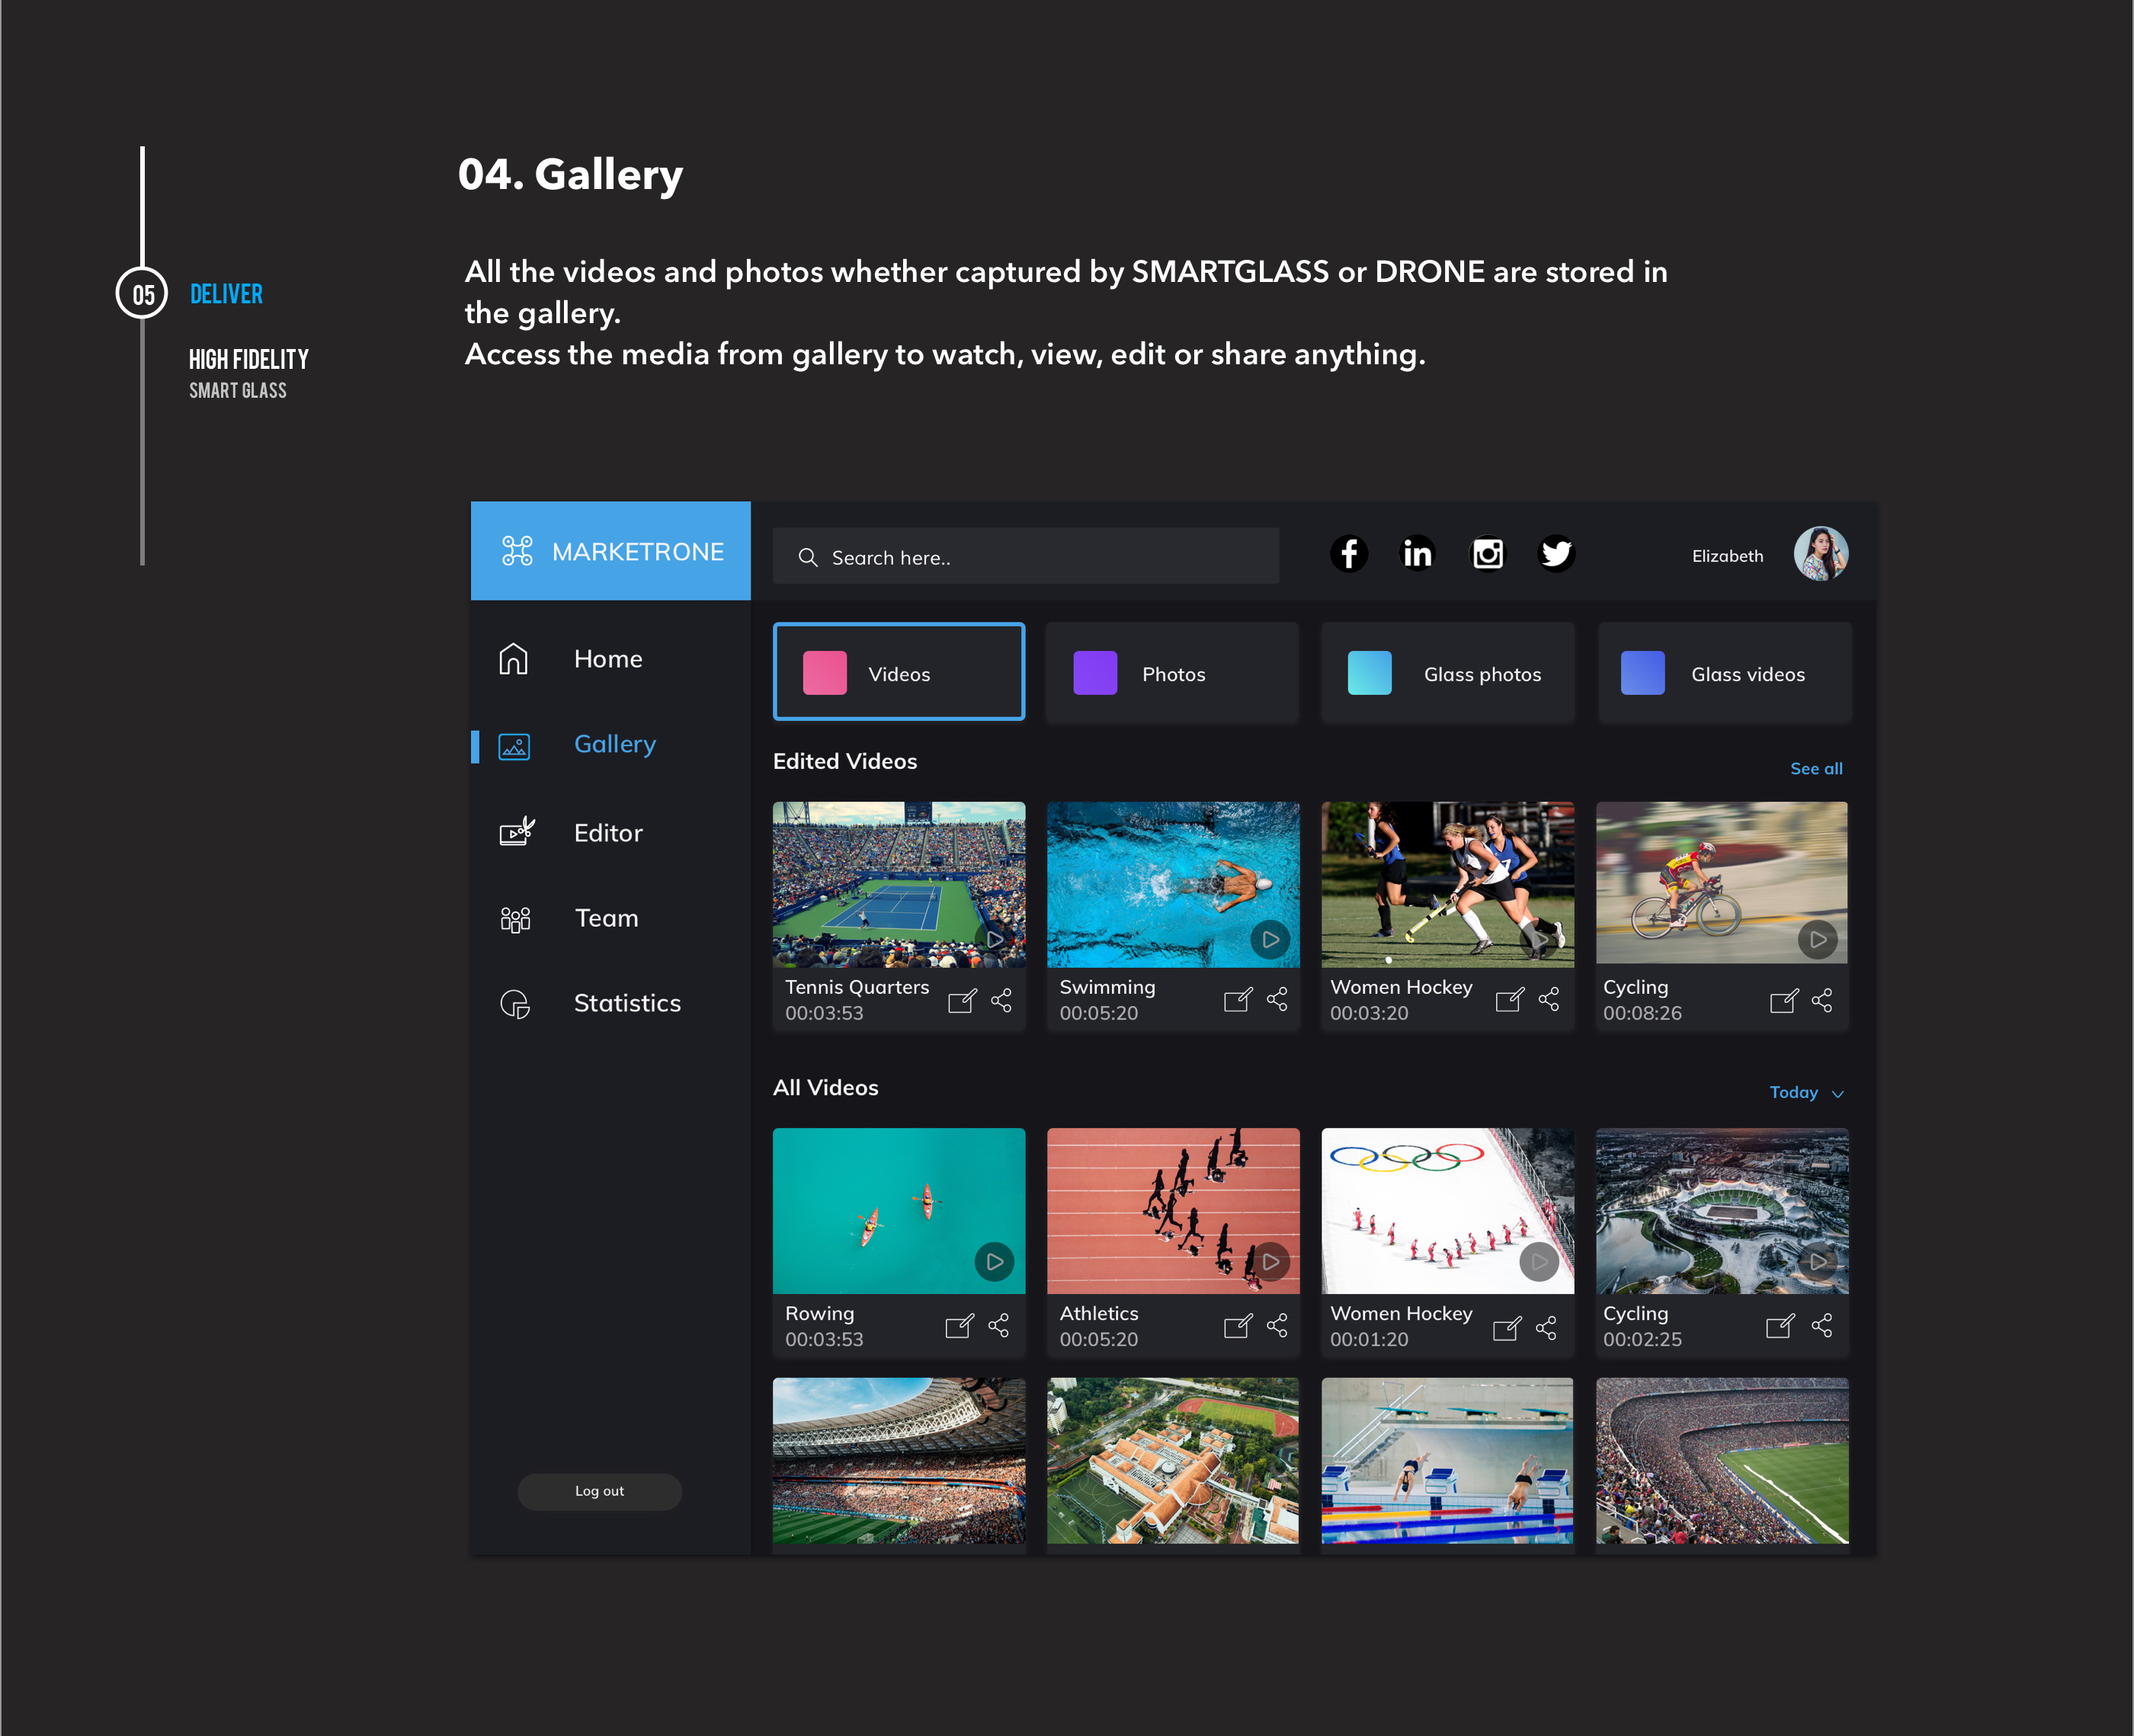 04. Gallery
05
DELIVER
HIGH FIDELITY
SMART GLASS
All the videos and photos whether captured by SMARTGLASS or DRONE are stored in
the gallery.
Access the media from gallery to watch, view, edit or share anything.
MARKETRONE
Search here..
Elizabeth
Home
Gallery
Editor
Team
Statistics
Log out
Videos
Photos
Glass photos
Glass videos
Edited Videos
See all
Tennis Quarters
00:03:53
Swimming
00:05:20
Women Hockey
00:03:20
Cycling
00:08:26
All Videos
Today
Rowing
00:03:53
Athletics
00:05:20
Women Hockey
00:01:20
Cycling
00:02:25